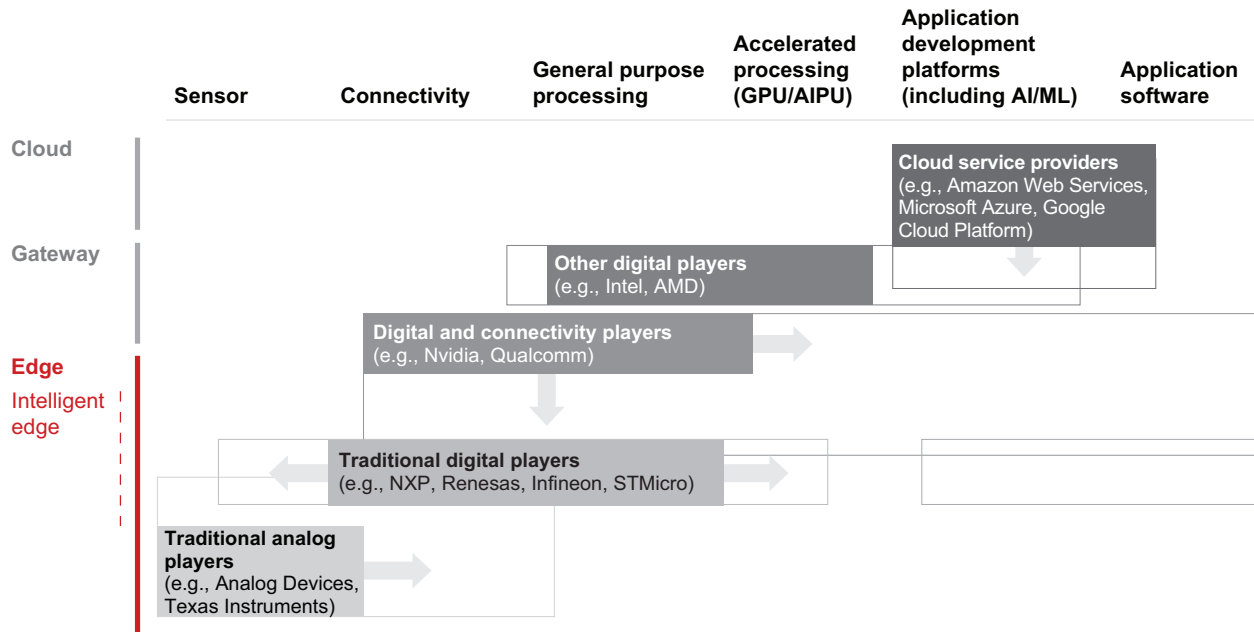 Sensor
Connectivity
General purpose
processing
Accelerated
processing
(GPU/AIPU)
Application
development
platforms
(including AI/ML)
Application
software
Cloud
Cloud service providers
(e.g., Amazon Web Services,
Microsoft Azure, Google
Cloud Platform)
Gateway
Other digital players
(e.g., Intel, AMD)
Digital and connectivity players
(e.g., Nvidia, Qualcomm)
Edge
Intelligent
edge
Traditional digital players
(e.g., NXP, Renesas, Infineon, STMicro)
Traditional analog
players
(e.g., Analog Devices,
Texas Instruments)